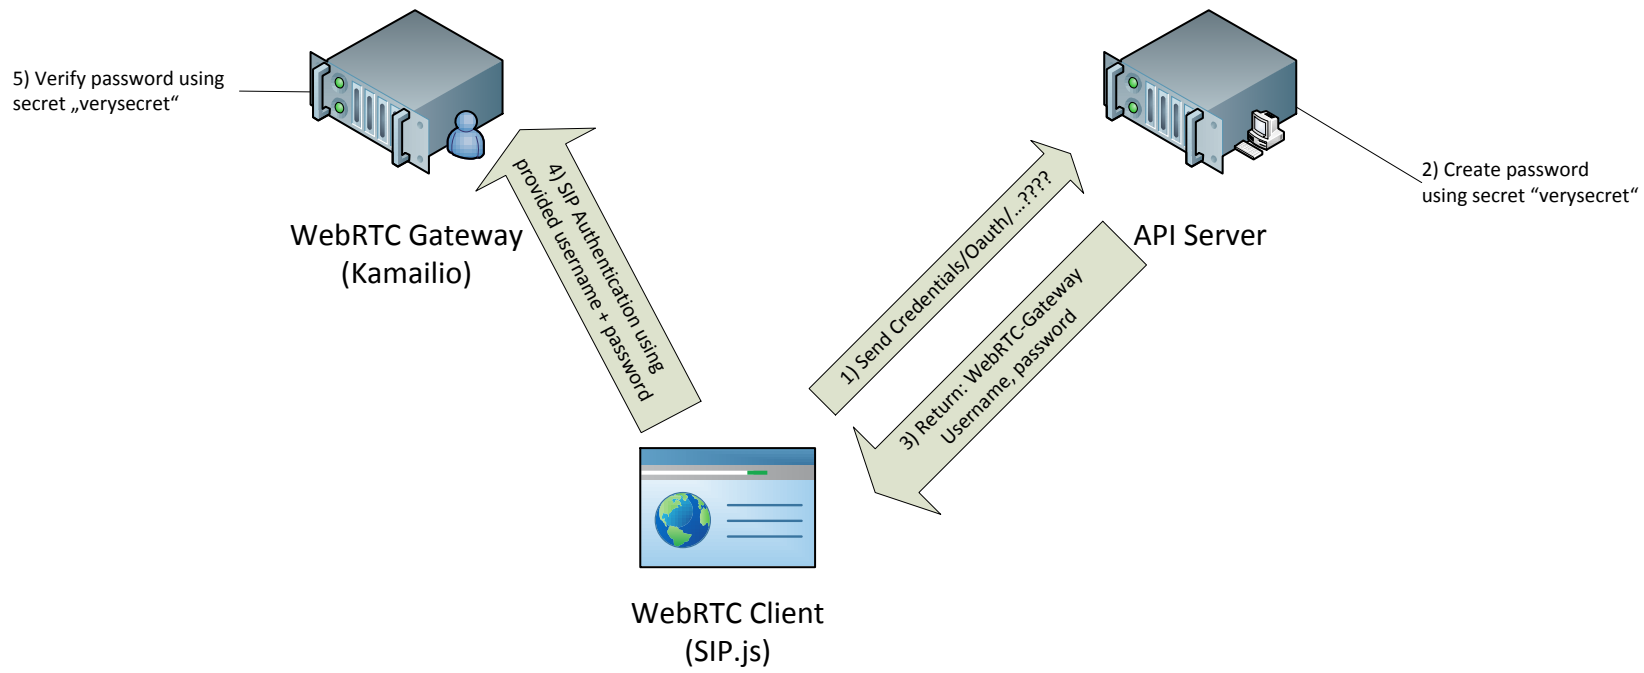 5) Verify password using
secret „verysecret“
WebRTC Gateway
(Kamailio)
4) SIP Authentication using
provided username + password
1) Send Credentials/Oauth/...????
3) Return: WebRTC-Gateway
Username, password
API Server
2) Create password
using secret “verysecret“
WebRTC Client
(SIP.js)